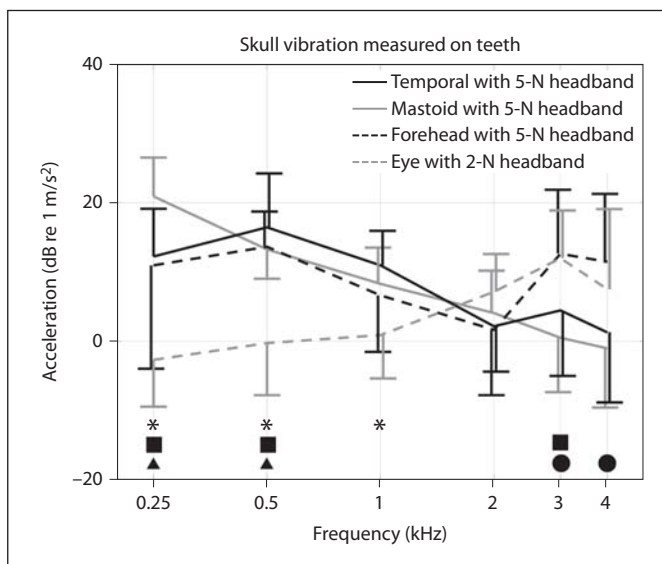 Skull vibration measured on teeth
40
20
0
–20
Acceleration (dB re 1 m/s²)
Temporal with 5-N headband
Mastoid with 5-N headband
Forehead with 5-N headband
Eye with 2-N headband
* * *
0.25 0.5 1 2 3 4
Frequency (kHz)